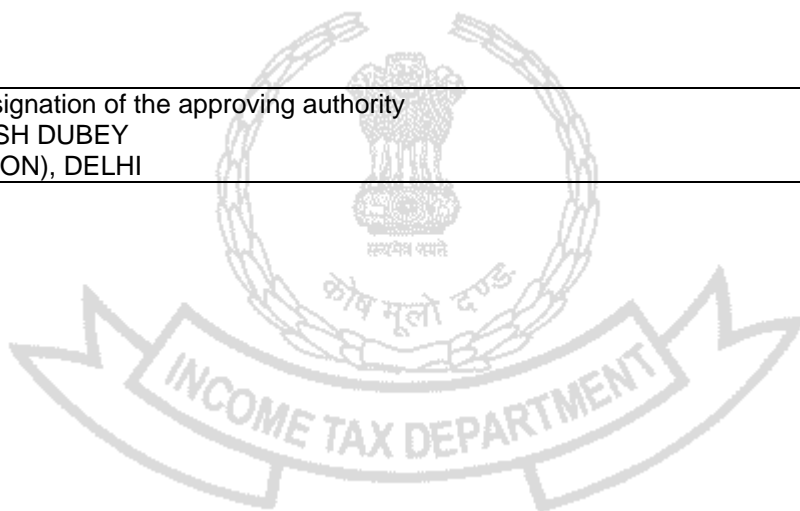 signation of the approving authority
SH DUBEY
ON), DELHI
सत्यमेव जयते
कोष मूलो दण्डः
INCOME TAX DEPARTMENT